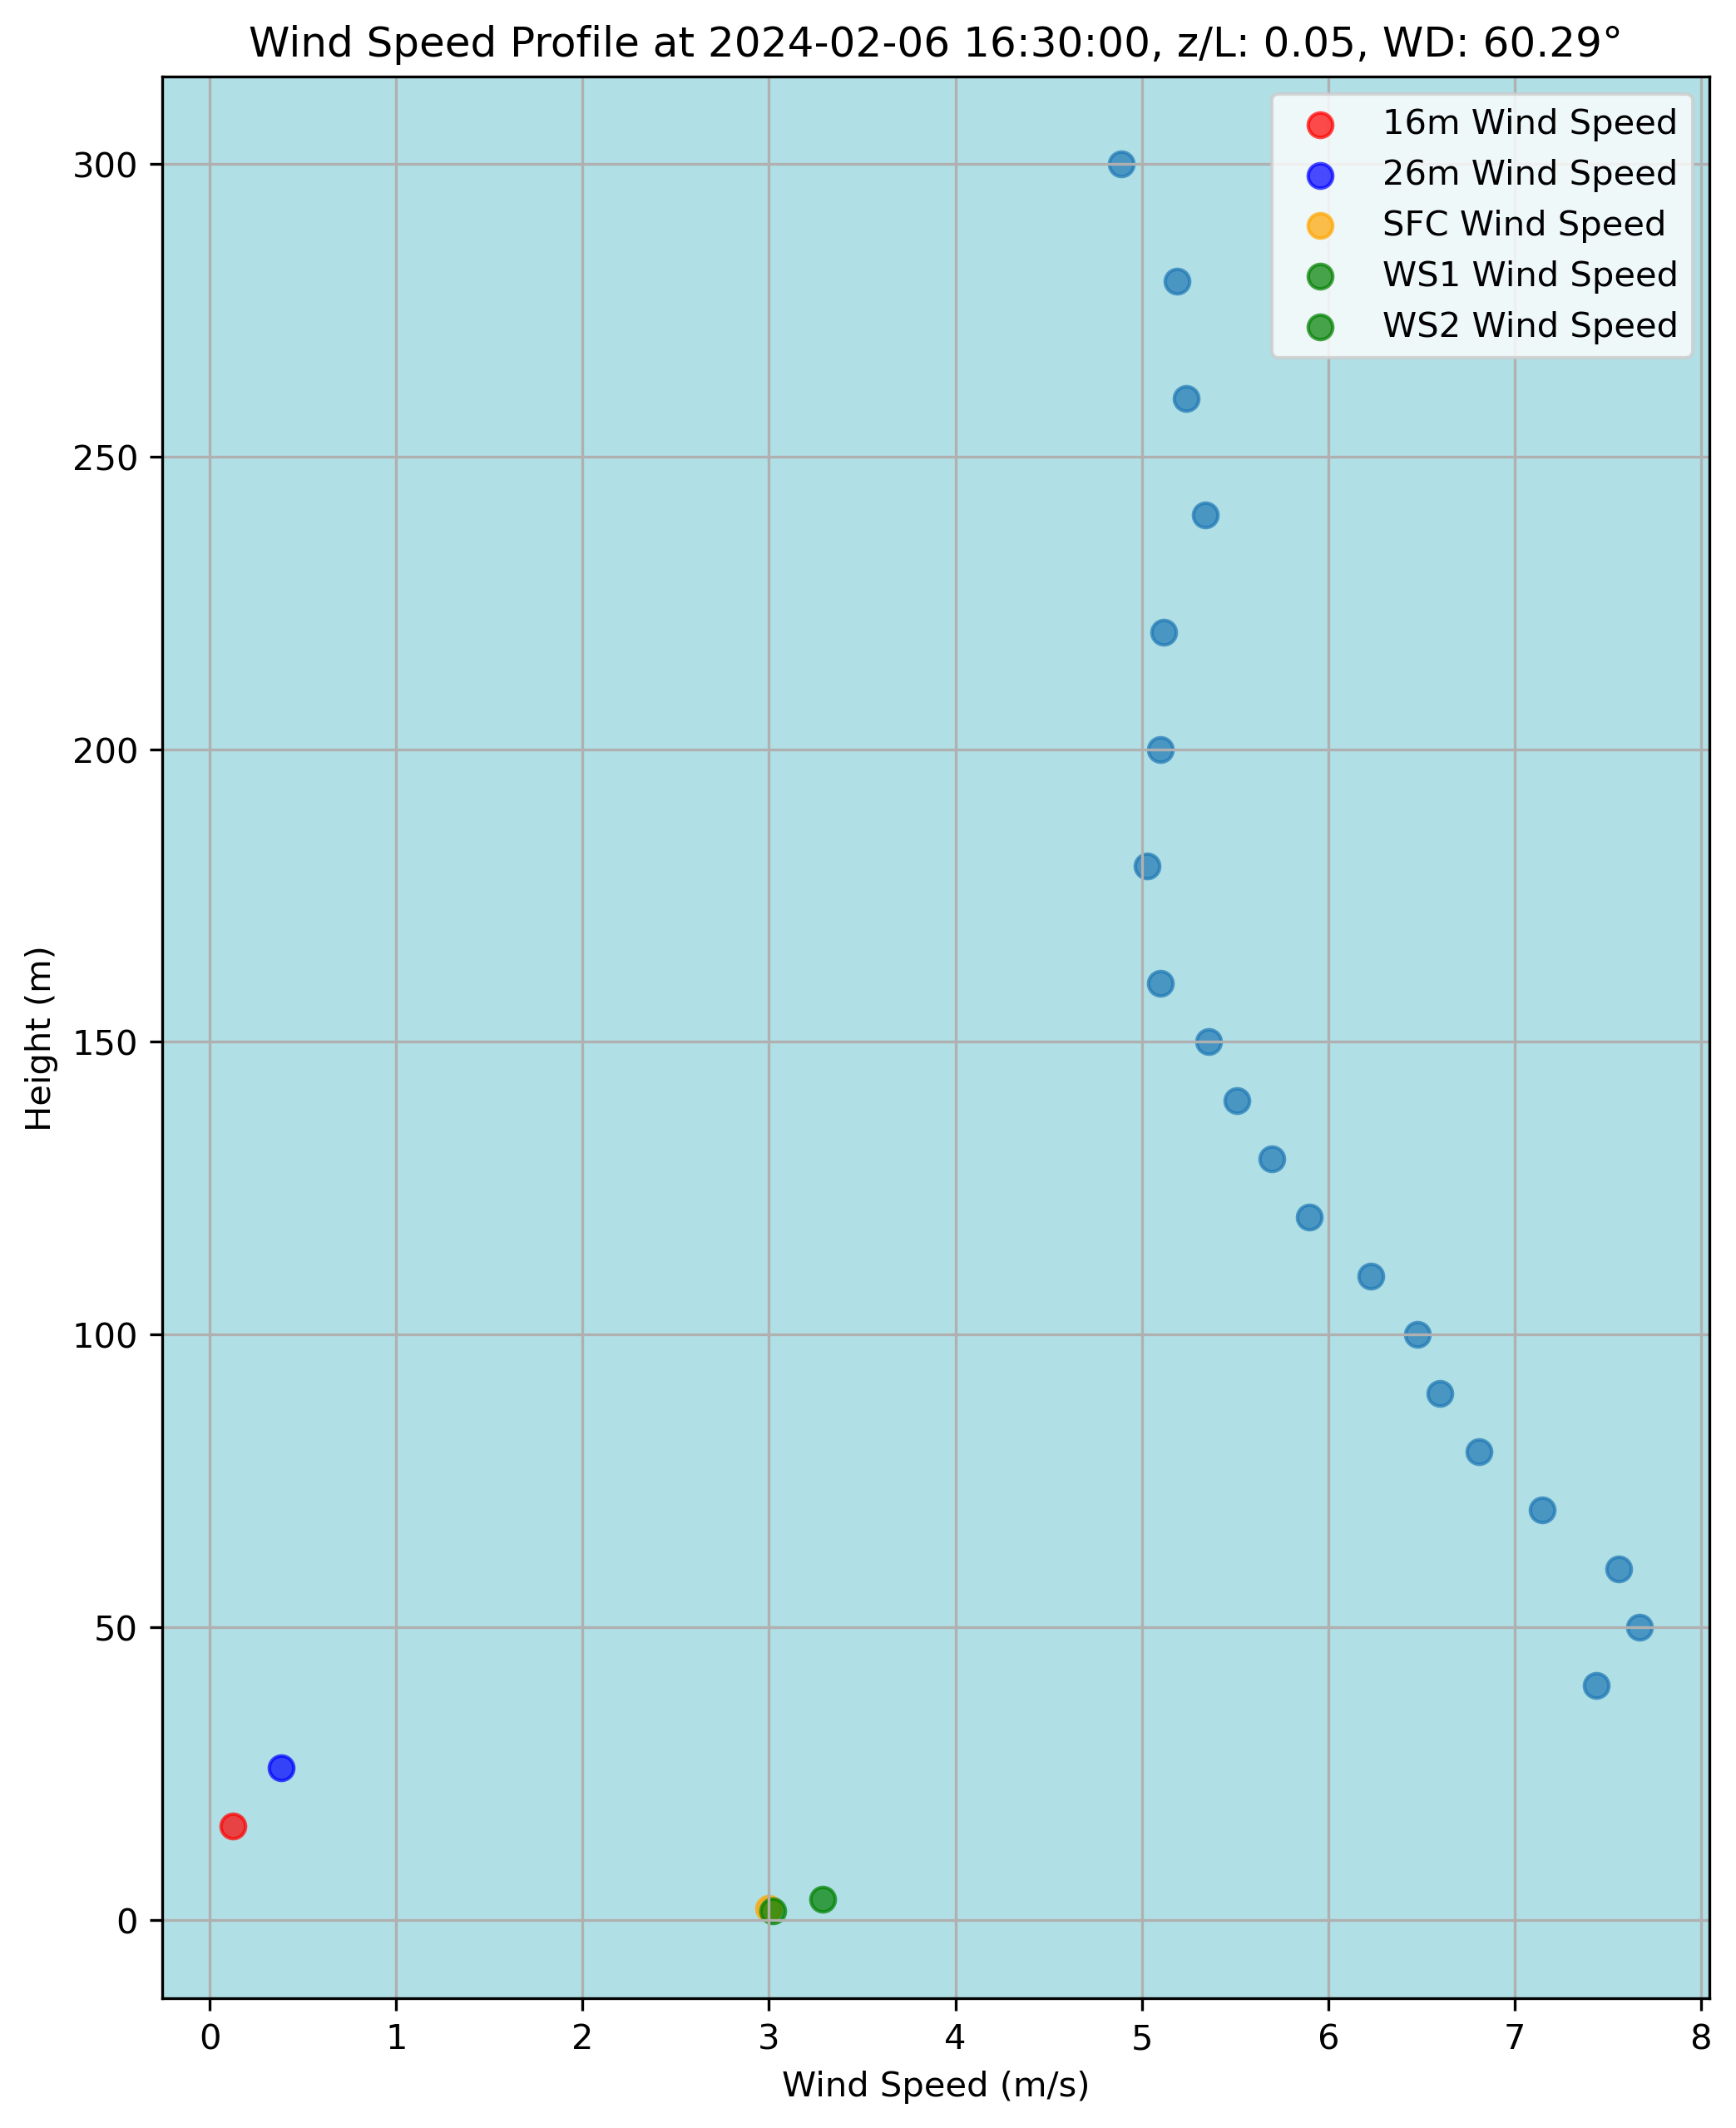 Wind Speed Profile at 2024-02-06 16:30:00, z/L: 0.05, WD: 60.29°
16m Wind Speed
26m Wind Speed
SFC Wind Speed
WS1 Wind Speed
WS2 Wind Speed
300
250
200
150
100
50
0
Height (m)
0 1 2 3 4 5 6 7 8
Wind Speed (m/s)